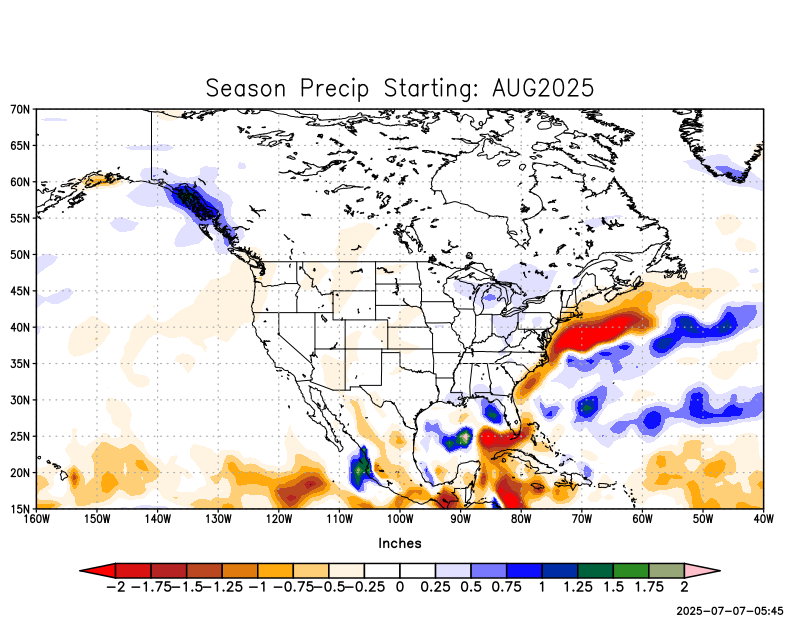 Season Precip Starting: AUG2025
70N
65N
60N
55N
50N
45N
40N
35N
30N
25N
20N
15N
160W 150W 140W 130W 120W 110W 100W 90W 80W 70W 60W 50W 40W
Inches
−2 −1.75−1.5−1.25 −1 −0.75−0.5−0.25 0 0.25 0.5 0.75 1 1.25 1.5 1.75 2
2025-07-07-05:45